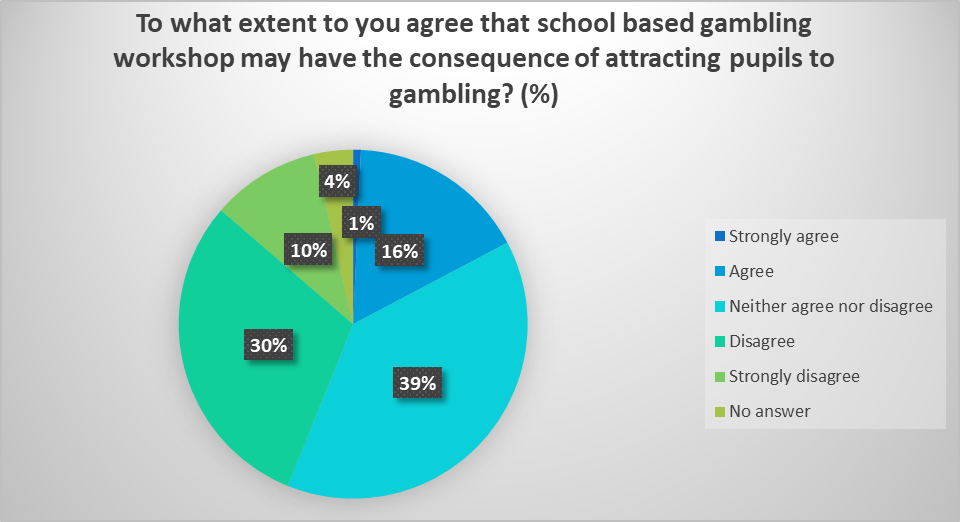 To what extent to you agree that school based gambling
workshop may have the consequence of attracting pupils to
gambling? (%)
4%
1%
16%
10%
30%
39%
Strongly agree
Agree
Neither agree nor disagree
Disagree
Strongly disagree
No answer